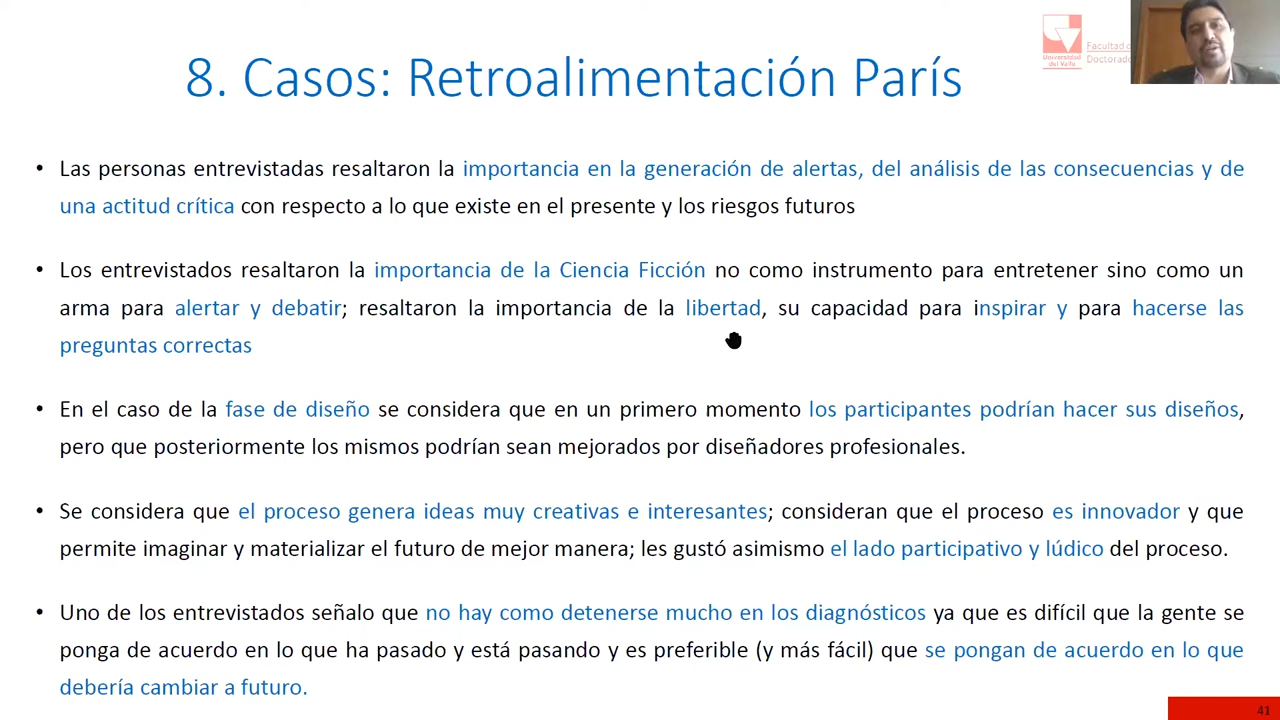 8. Casos: Retroalimentación París
Universidad
del Valle
Facultad d
Doctorado
• Las personas entrevistadas resaltaron la importancia en la generación de alertas, del análisis de las consecuencias y de
una actitud crítica con respecto a lo que existe en el presente y los riesgos futuros
• Los entrevistados resaltaron la importancia de la Ciencia Ficción no como instrumento para entretener sino como un
arma para alertar y debatir; resaltaron la importancia de la libertad, su capacidad para inspirar y para hacerse las
preguntas correctas
• En el caso de la fase de diseño se considera que en un primero momento los participantes podrían hacer sus diseños,
pero que posteriormente los mismos podrían sean mejorados por diseñadores profesionales.
• Se considera que el proceso genera ideas muy creativas e interesantes; consideran que el proceso es innovador y que
permite imaginar y materializar el futuro de mejor manera; les gustó asimismo el lado participativo y lúdico del proceso.
• Uno de los entrevistados señalo que no hay como detenerse mucho en los diagnósticos ya que es difícil que la gente se
ponga de acuerdo en lo que ha pasado y está pasando y es preferible (y más fácil) que se pongan de acuerdo en lo que
debería cambiar a futuro.
41